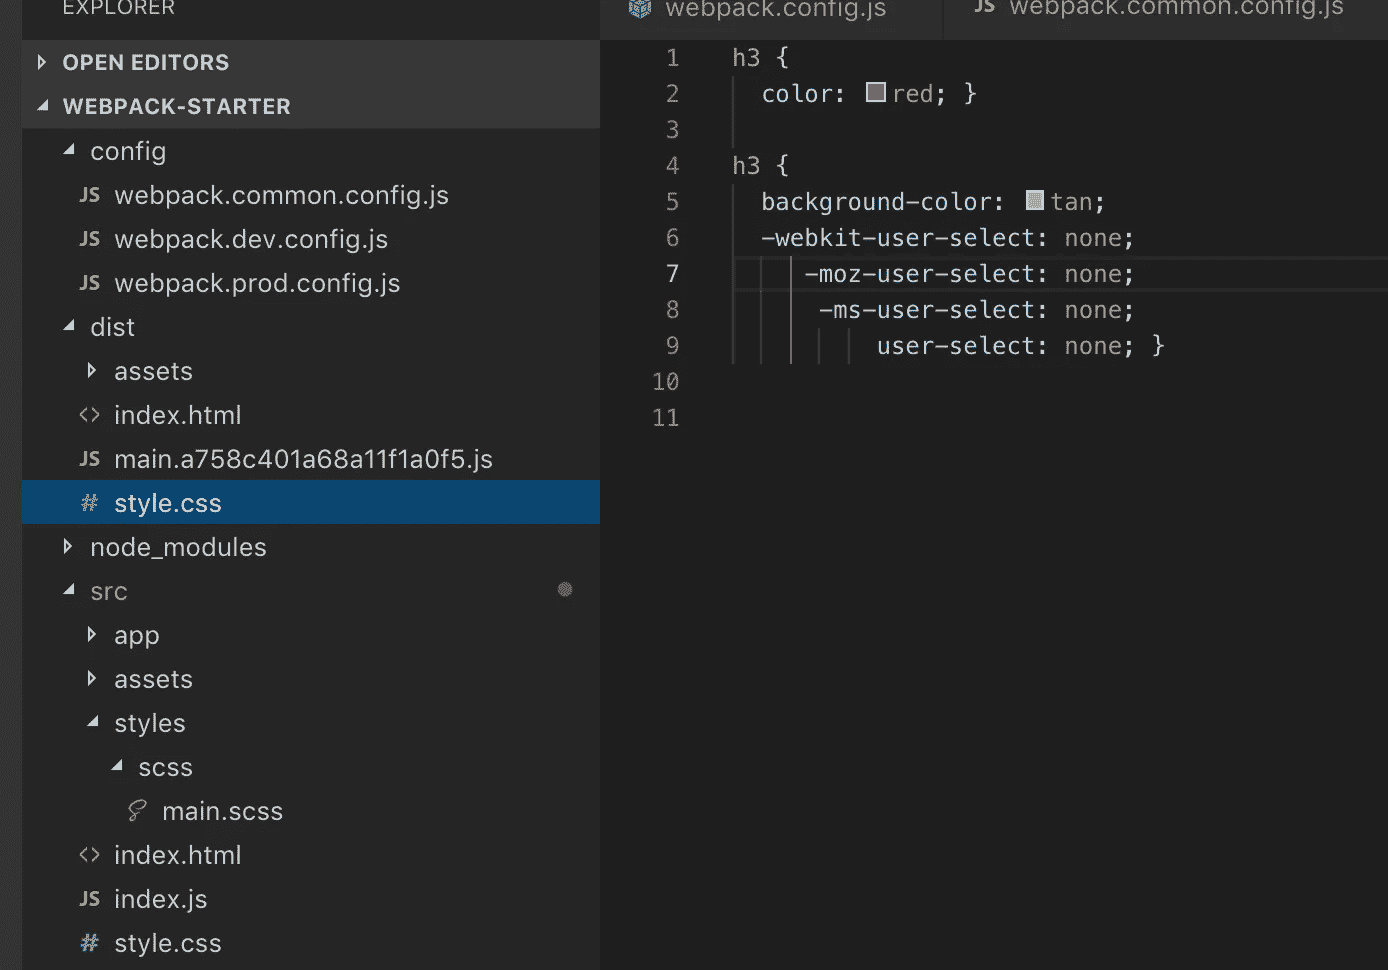 EXPLORER
OPEN EDITORS
WEBPACK-STARTER
config
JS webpack.common.config.js
JS webpack.dev.config.js
JS webpack.prod.config.js
dist
assets
<> index.html
JS main.a758c401a68a11f1a0f5.js
# style.css
node_modules
src
app
assets
styles
scss
main.scss
<> index.html
JS index.js
# style.css
webpack.config.js
JS webpack.common.config.js
1 h3 {
2 color: red; }
3
4 h3 {
5 background-color: tan;
6 -webkit-user-select: none;
7 -moz-user-select: none;
8 -ms-user-select: none;
9 user-select: none; }
10
11